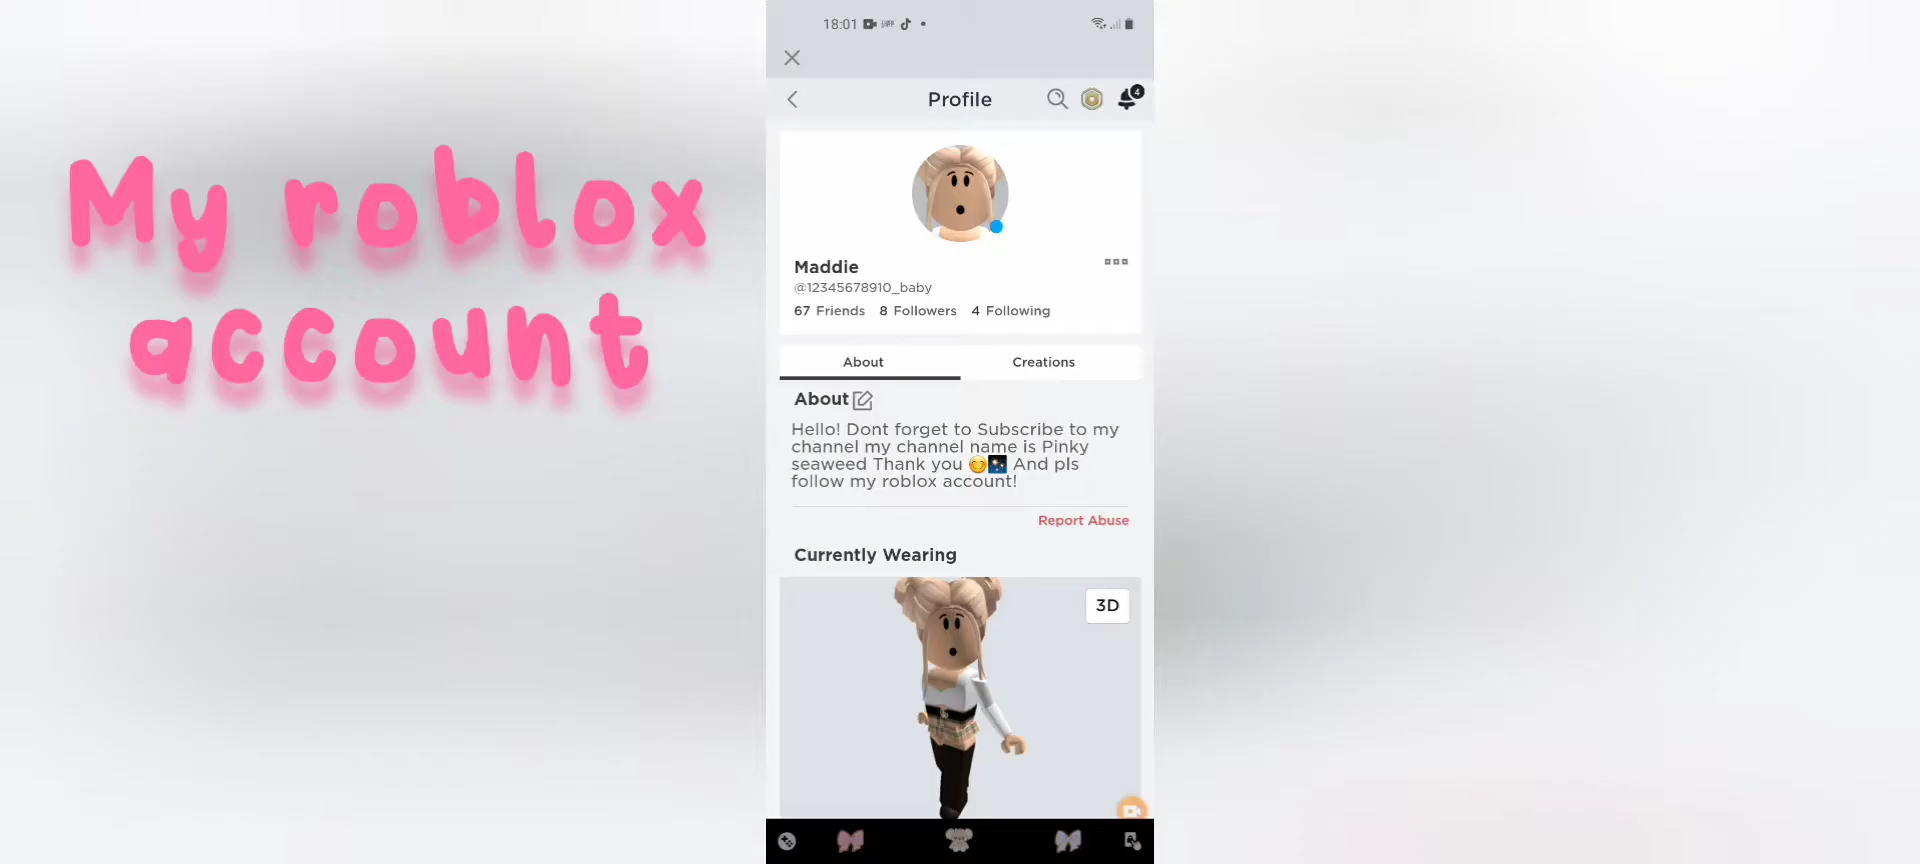 My roblox
account
18:01
Profile
4
Maddie
@12345678910_baby
67 Friends 8 Followers 4 Following
About Creations
About
Hello! Dont forget to Subscribe to my
channel my channel name is Pinky
seaweed Thank you 😊🎇 And pls
follow my roblox account!
Report Abuse
Currently Wearing
3D